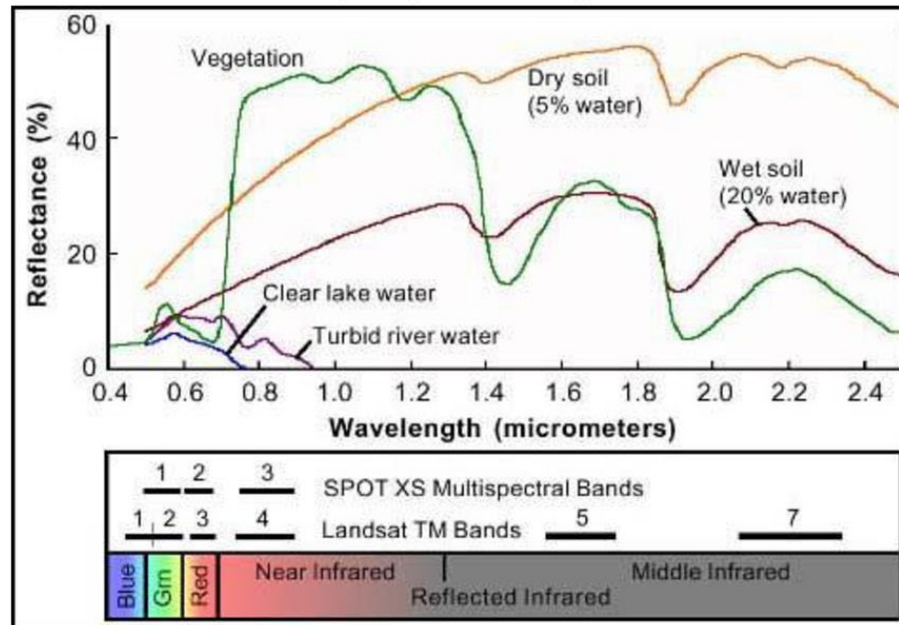 60
Vegetation
Dry soil
(5% water)
40
Wet soil
(20% water)
Reflectance (%)
20
Clear lake water
Turbid river water
0
0.4 0.6 0.8 1.0 1.2 1.4 1.6 1.8 2.0 2.2 2.4
Wavelength (micrometers)
1 2 3
SPOT XS Multispectral Bands
1 2 3 4 Landsat TM Bands 5 7
Blue Grn Red Near Infrared Middle Infrared
Reflected Infrared